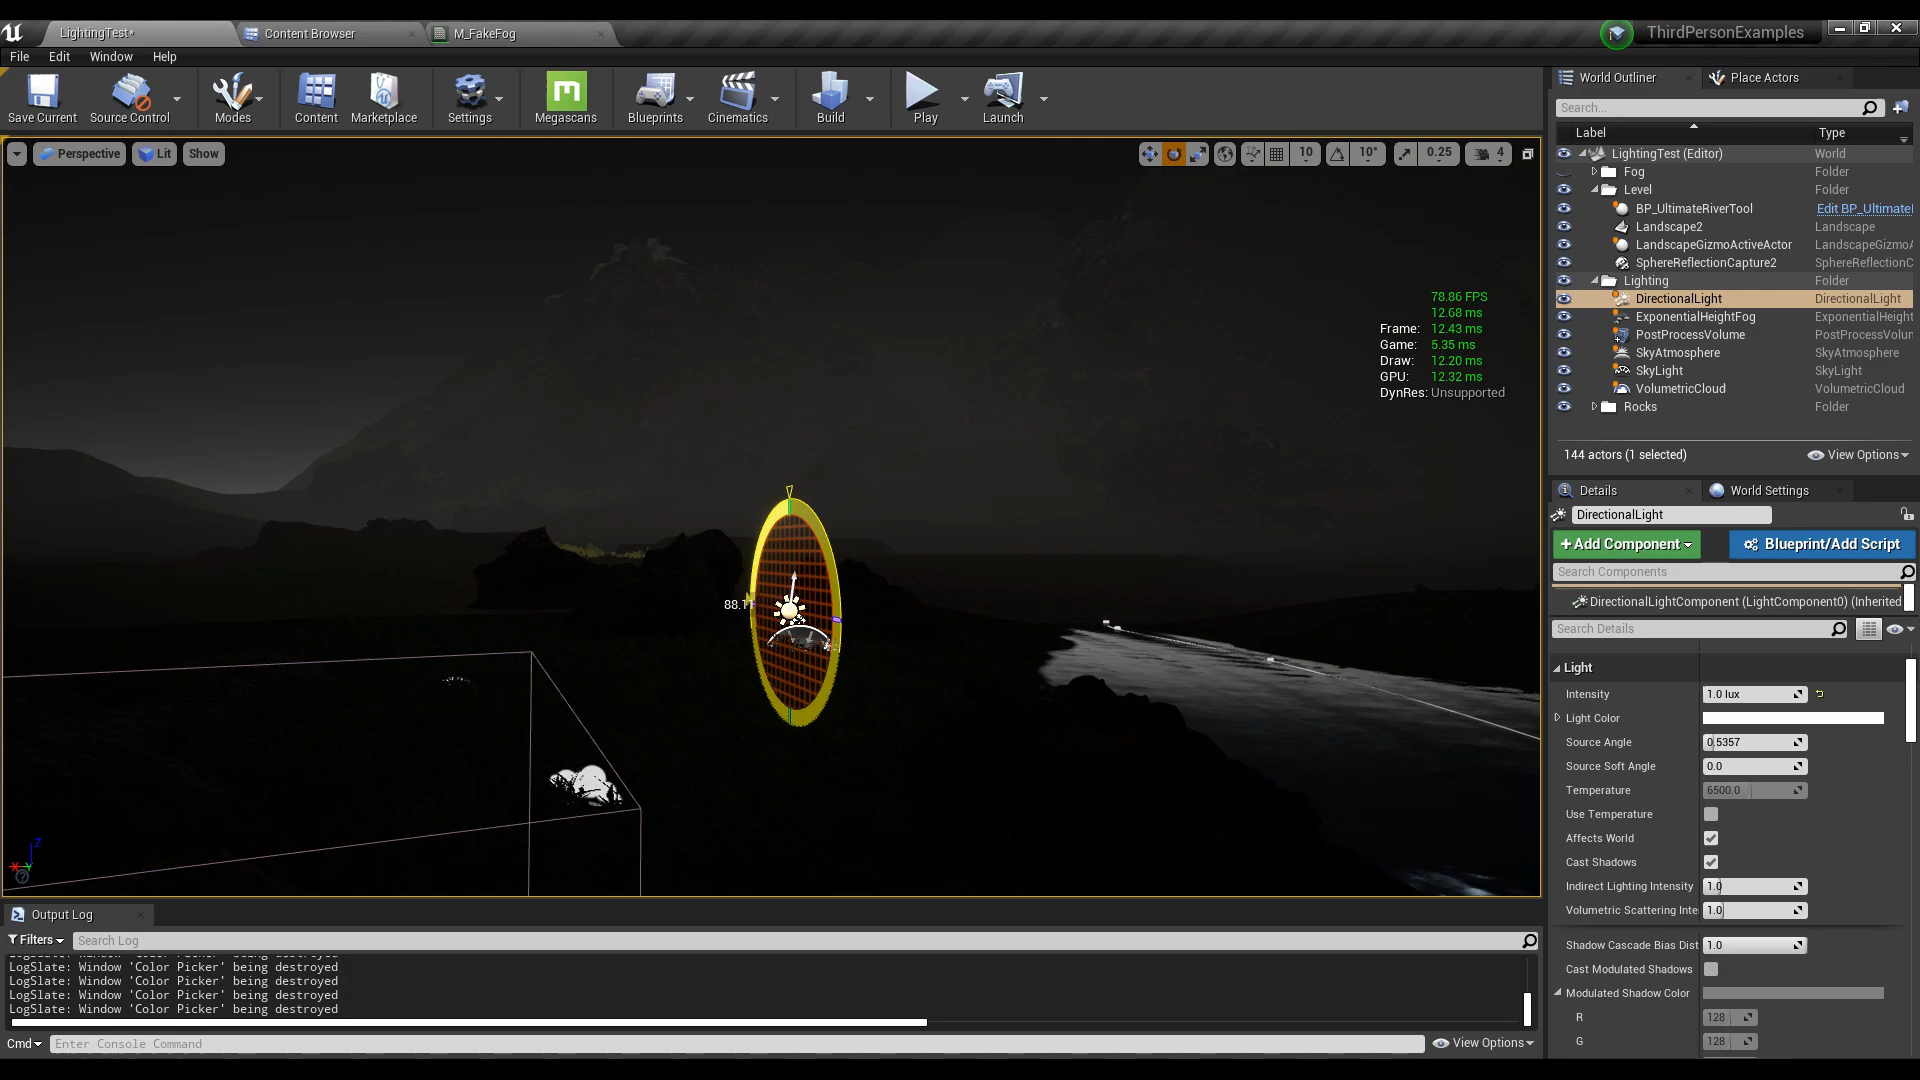 LightingTest*
Content Browser
M_FakeFog
ThirdPersonExamples
File Edit Window Help
Save Current
Source Control
Modes
Content
Marketplace
Settings
Megascans
Blueprints
Cinematics
Build
Play
Launch
Perspective
Lit
Show
10
10°
0.25
4
78.86 FPS
12.68 ms
Frame: 12.43 ms
Game: 5.35 ms
Draw: 12.20 ms
GPU: 12.32 ms
DynRes: Unsupported
Z
World Outliner
Place Actors
Search...
Label Type
LightingTest (Editor) World
Fog Folder
Level Folder
BP_UltimateRiverTool Edit BP_Ultimate
Landscape2 Landscape
LandscapeGizmoActiveActor LandscapeGizmoA
SphereReflectionCapture2 SphereReflectionC
Lighting Folder
DirectionalLight DirectionalLight
ExponentialHeightFog ExponentialHeight
PostProcessVolume PostProcessVolun
SkyAtmosphere SkyAtmosphere
SkyLight SkyLight
VolumetricCloud VolumetricCloud
Rocks Folder
144 actors (1 selected)
View Options
Details
World Settings
DirectionalLight
+Add Component
Blueprint/Add Script
Search Components
DirectionalLightComponent (LightComponent0) (Inherited
Search Details
Light
Intensity 1.0 lux
Light Color
Source Angle 0.5357
Source Soft Angle 0.0
Temperature 6500.0
Use Temperature
Affects World
Cast Shadows
Indirect Lighting Intensity 1.0
Volumetric Scattering Inte 1.0
Shadow Cascade Bias Dist 1.0
Cast Modulated Shadows
Modulated Shadow Color
R 128
G 128
Output Log
Filters
Search Log
LogSlate: Window 'Color Picker' being destroyed
LogSlate: Window 'Color Picker' being destroyed
LogSlate: Window 'Color Picker' being destroyed
LogSlate: Window 'Color Picker' being destroyed
Cmd
Enter Console Command
View Options